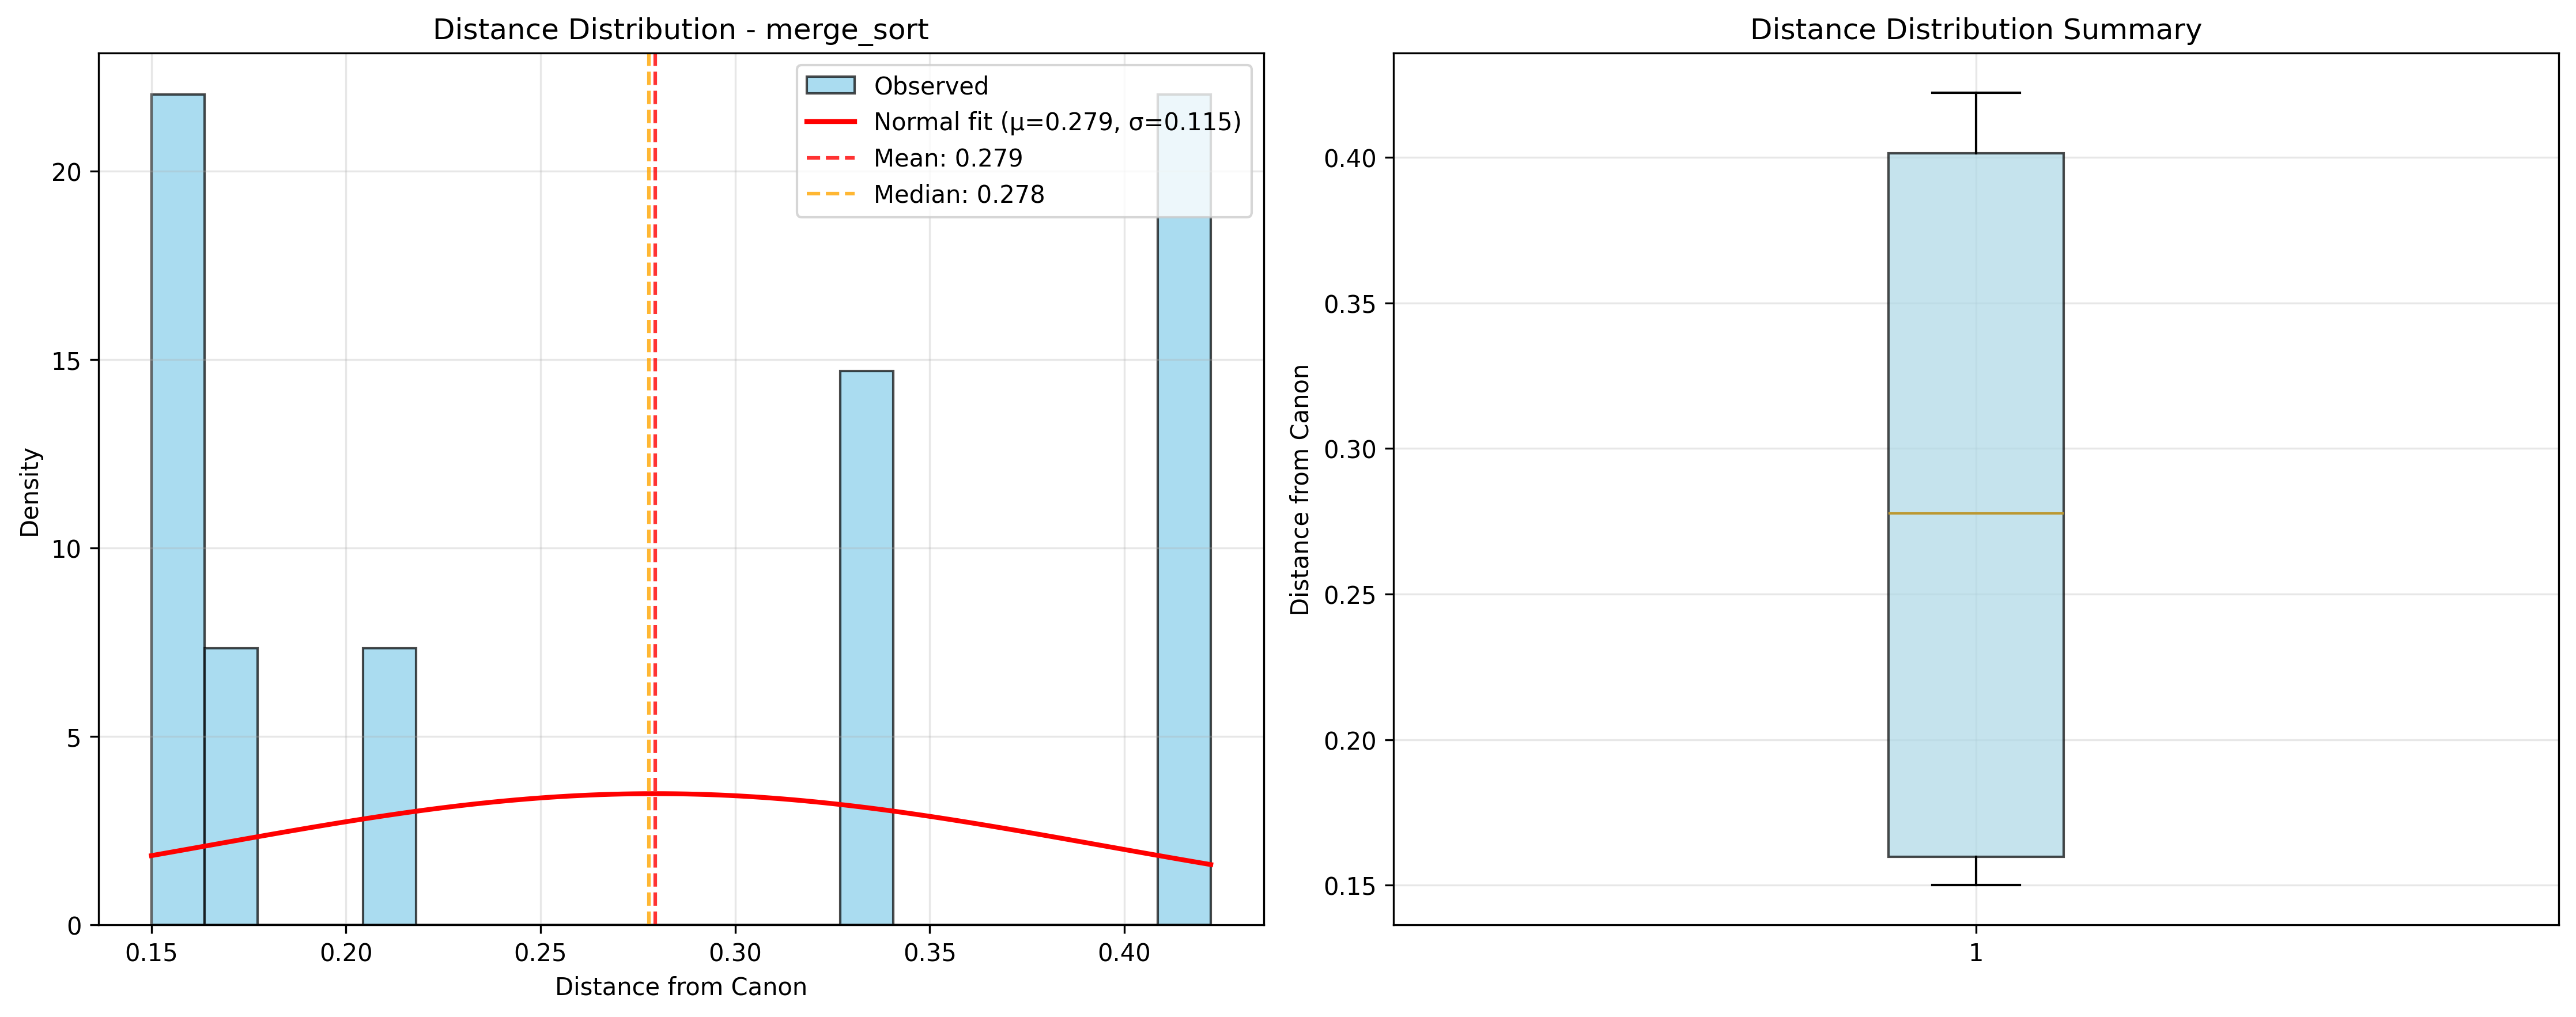 Distance Distribution - merge_sort
Observed
Normal fit (μ=0.279, σ=0.115)
Mean: 0.279
Median: 0.278
Density
20
15
10
5
0
0.15 0.20 0.25 0.30 0.35 0.40
Distance from Canon
Distance Distribution Summary
Distance from Canon
0.40
0.35
0.30
0.25
0.20
0.15
1